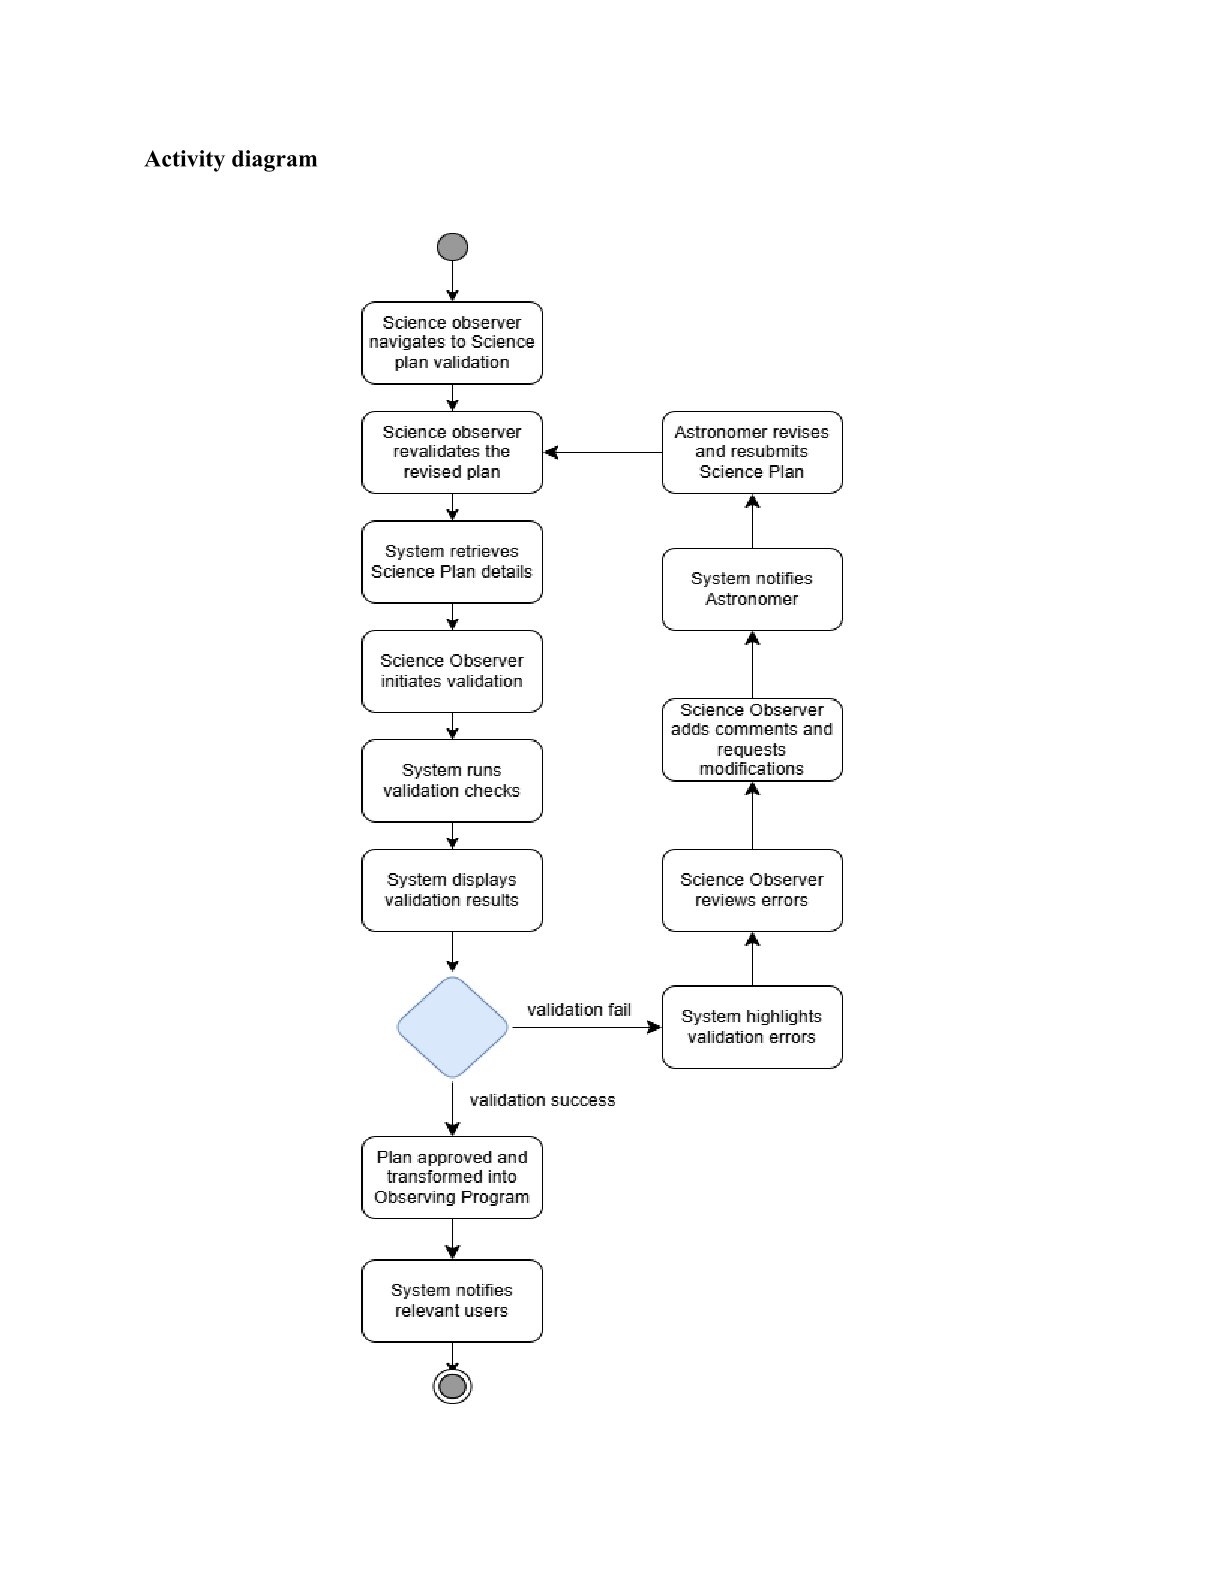 Activity diagram
Science observer
navigates to Science
plan validation
Science observer
revalidates the
revised plan
Astronomer revises
and resubmits
Science Plan
System retrieves
Science Plan details
System notifies
Astronomer
Science Observer
initiates validation
Science Observer
adds comments and
requests
modifications
System runs
validation checks
System displays
validation results
Science Observer
reviews errors
validation fail
System highlights
validation errors
validation success
Plan approved and
transformed into
Observing Program
System notifies
relevant users